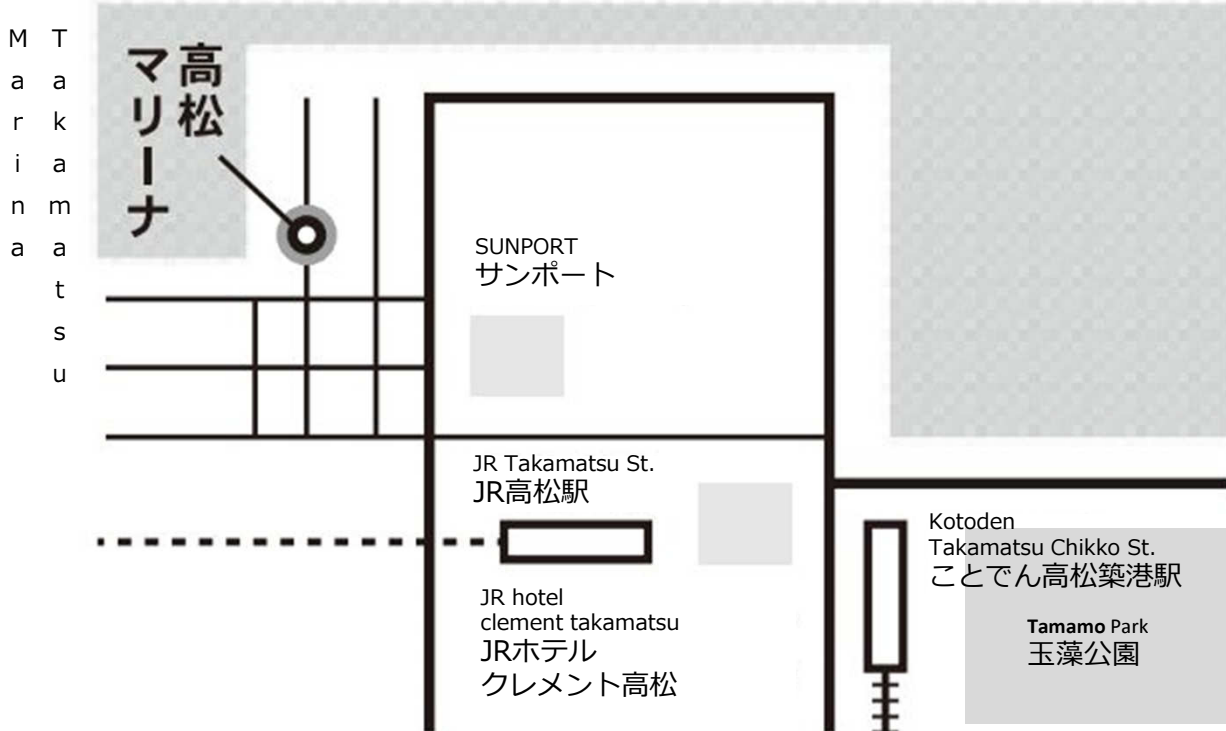 Takamatsu
Marina
高松
マリーナ
SUNPORT
サンポート
JR Takamatsu St.
JR高松駅
JR hotel
clement takamatsu
JRホテル
クレメント高松
Kotoden
Takamatsu Chikko St.
ことでん高松築港駅
Tamamo Park
玉藻公園